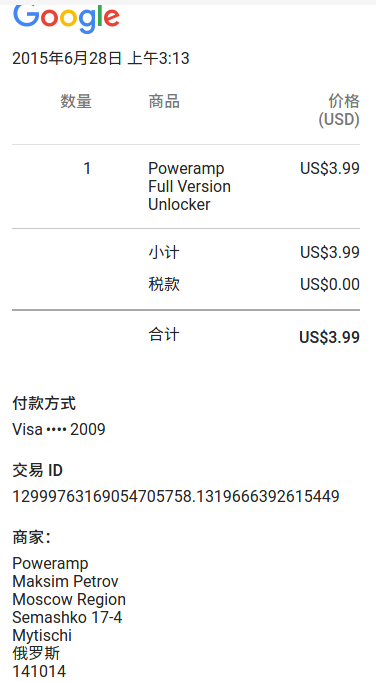 Google
2015年6月28日 上午3:13
数量 商品 价格
(USD)
1 Poweramp US$3.99
Full Version
Unlocker
小计 US$3.99
税款 US$0.00
合计 US$3.99
付款方式
Visa •••• 2009
交易 ID
12999763169054705758.1319666392615449
商家：
Poweramp
Maksim Petrov
Moscow Region
Semashko 17-4
Mytischi
俄罗斯
141014